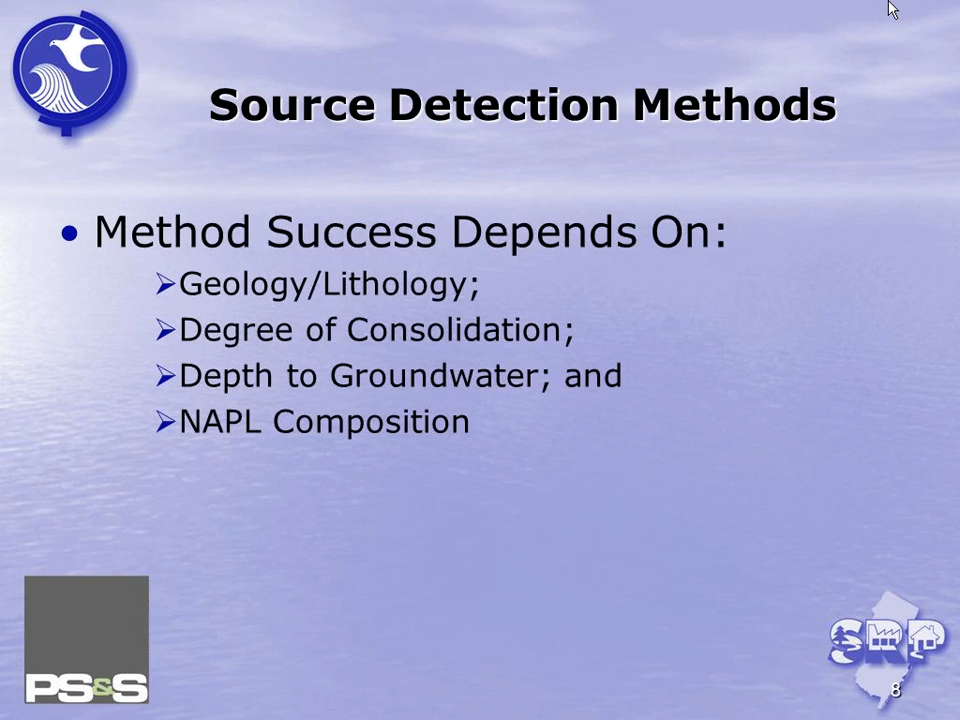 Source Detection Methods
• Method Success Depends On:
➢Geology/Lithology;
➢Degree of Consolidation;
➢Depth to Groundwater; and
➢NAPL Composition
PS&S
SRP
8